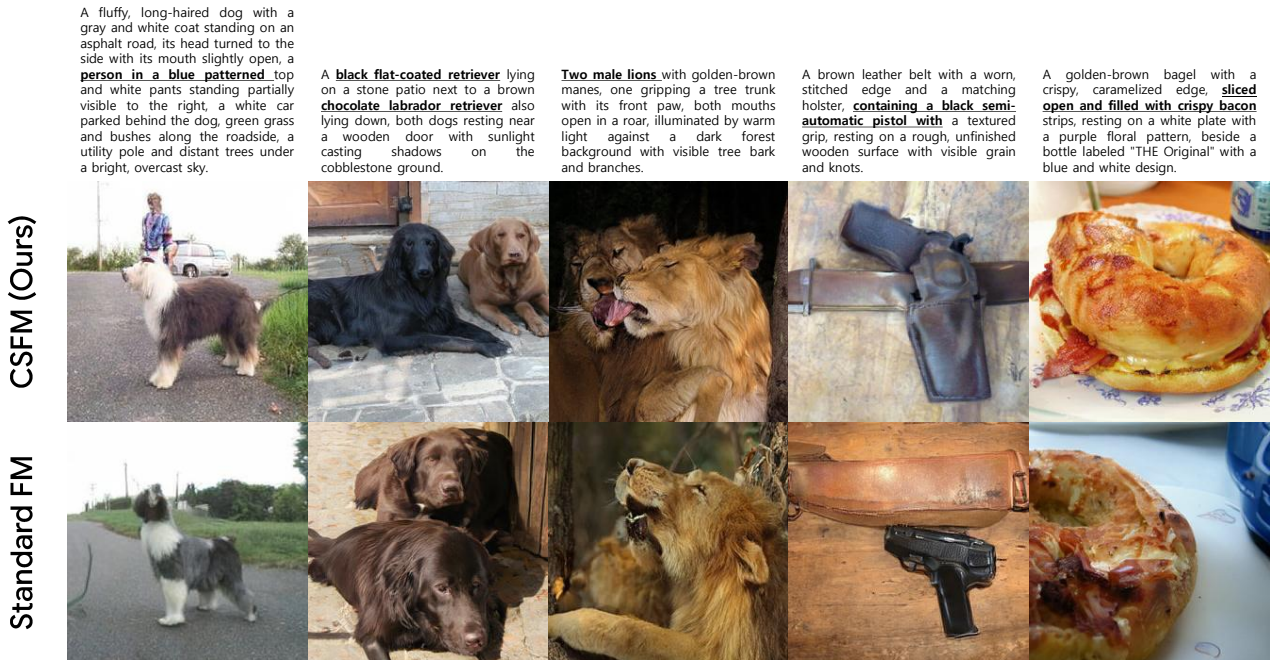 A fluffy, long-haired dog with a
gray and white coat standing on an
asphalt road, its head turned to the
side with its mouth slightly open, a
person in a blue patterned top
and white pants standing partially
visible to the right, a white car
parked behind the dog, green grass
and bushes along the roadside, a
utility pole and distant trees under
a bright, overcast sky.
A black flat-coated retriever lying
on a stone patio next to a brown
chocolate labrador retriever also
lying down, both dogs resting near
a wooden door with sunlight
casting shadows on the
cobblestone ground.
Two male lions with golden-brown
manes, one gripping a tree trunk
with its front paw, both mouths
open in a roar, illuminated by warm
light against a dark forest
background with visible tree bark
and branches.
A brown leather belt with a worn,
stitched edge and a matching
holster, containing a black semi-
automatic pistol with a textured
grip, resting on a rough, unfinished
wooden surface with visible grain
and knots.
A golden-brown bagel with a
crispy, caramelized edge, sliced
open and filled with crispy bacon
strips, resting on a white plate with
a purple floral pattern, beside a
bottle labeled "THE Original" with a
blue and white design.
CSFM (Ours)
Standard FM